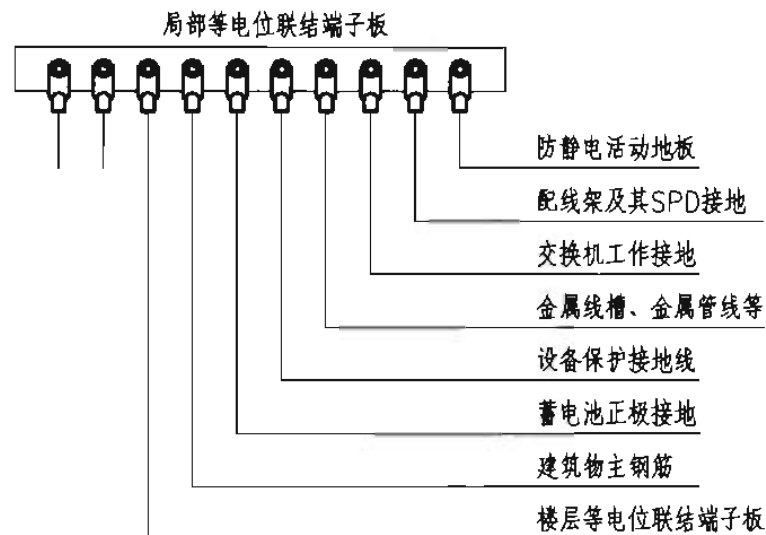 局部等电位联结端子板
防静电活动地板
配线架及其SPD接地
交换机工作接地
金属线槽、金属管线等
设备保护接地线
蓄电池正极接地
建筑物主钢筋
楼层等电位联结端子板